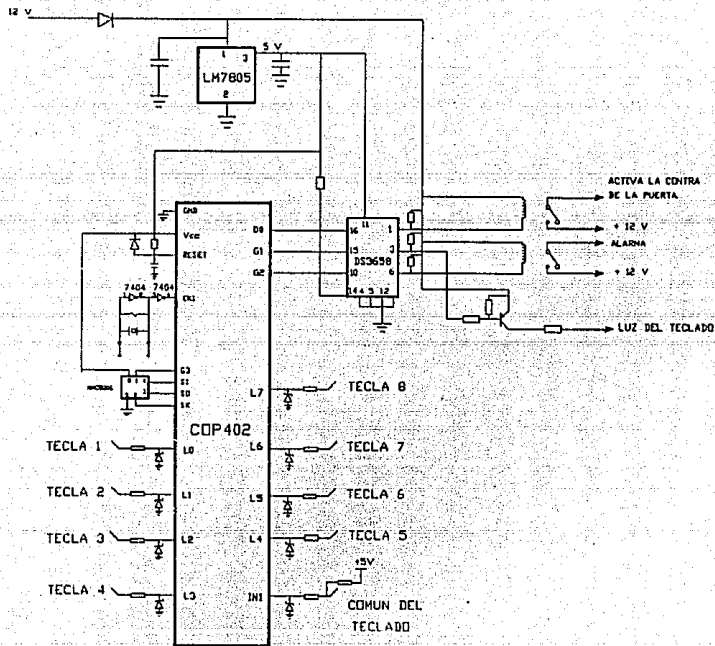 12 V
5 V
1 3
LM7805
2
ACTIVA LA CONTRA
DE LA PUERTA
+ 12 V
ALARMA
+ 12 V
LUZ DEL TECLADO
11
16 1
15 3
DS3658
10 6
14 4 5 12
GND
Vcc
RESET
D0
G1
G2
7404 7404
G3
SI
SO
SK
COP402
TECLA 1
L0
TECLA 2
L1
TECLA 3
L2
TECLA 4
L3
L7
TECLA 8
L6
TECLA 7
L5
TECLA 6
L4
TECLA 5
+5V
IN1
COMUN DEL
TECLADO